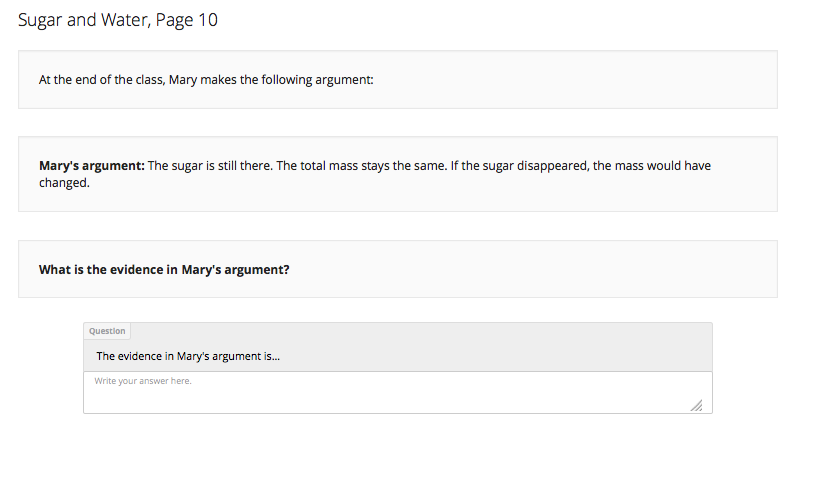 Sugar and Water, Page 10
At the end of the class, Mary makes the following argument:
Mary's argument: The sugar is still there. The total mass stays the same. If the sugar disappeared, the mass would have
changed.
What is the evidence in Mary's argument?
Question
The evidence in Mary's argument is...
Write your answer here.